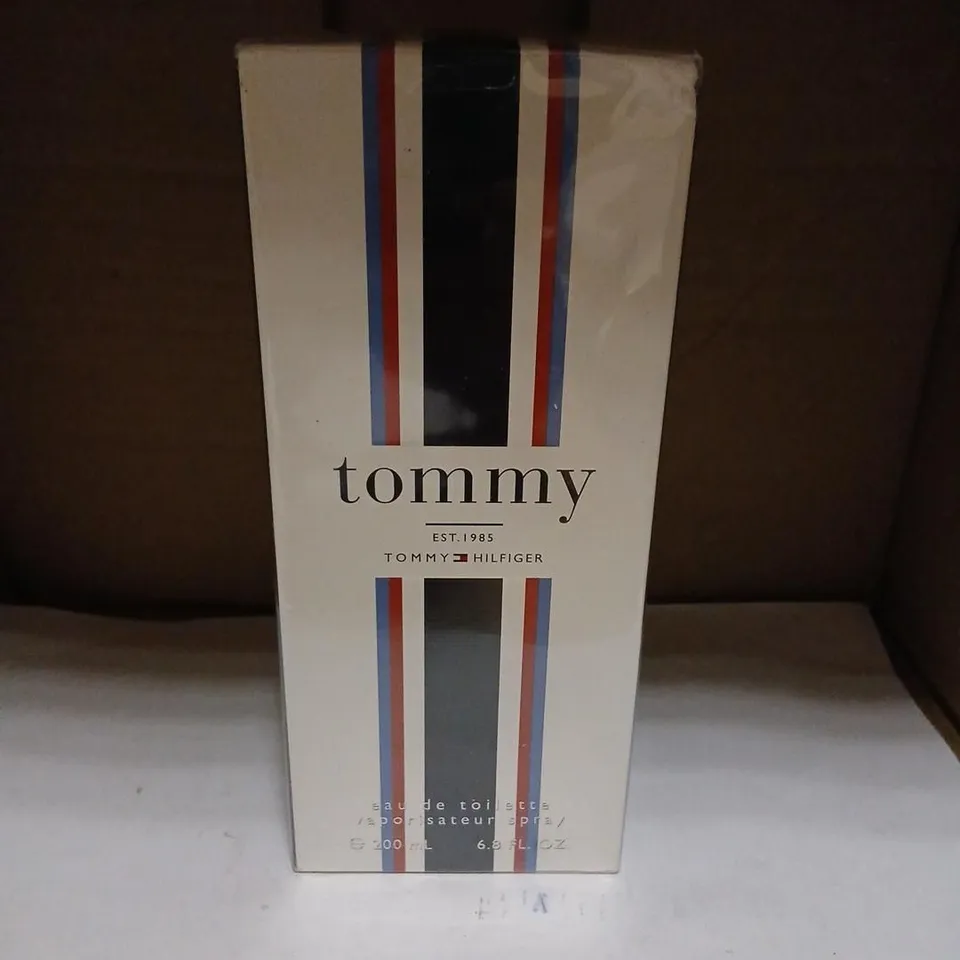 tommy
EST.1985
TOMMY HILFIGER
eau de toilette
vaporisateur spray
e 200 mL 6.8 FL. OZ